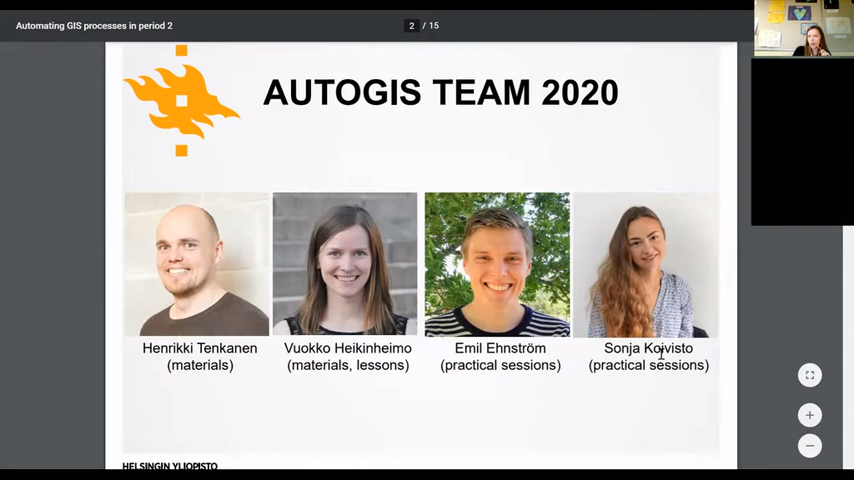 Automating GIS processes in period 2
2 / 15
AUTOGIS TEAM 2020
Henrikki Tenkanen
(materials)
Vuokko Heikinheimo
(materials, lessons)
Emil Ehnström
(practical sessions)
Sonja Koivisto
(practical sessions)
HELSINGIN YLIOPISTO